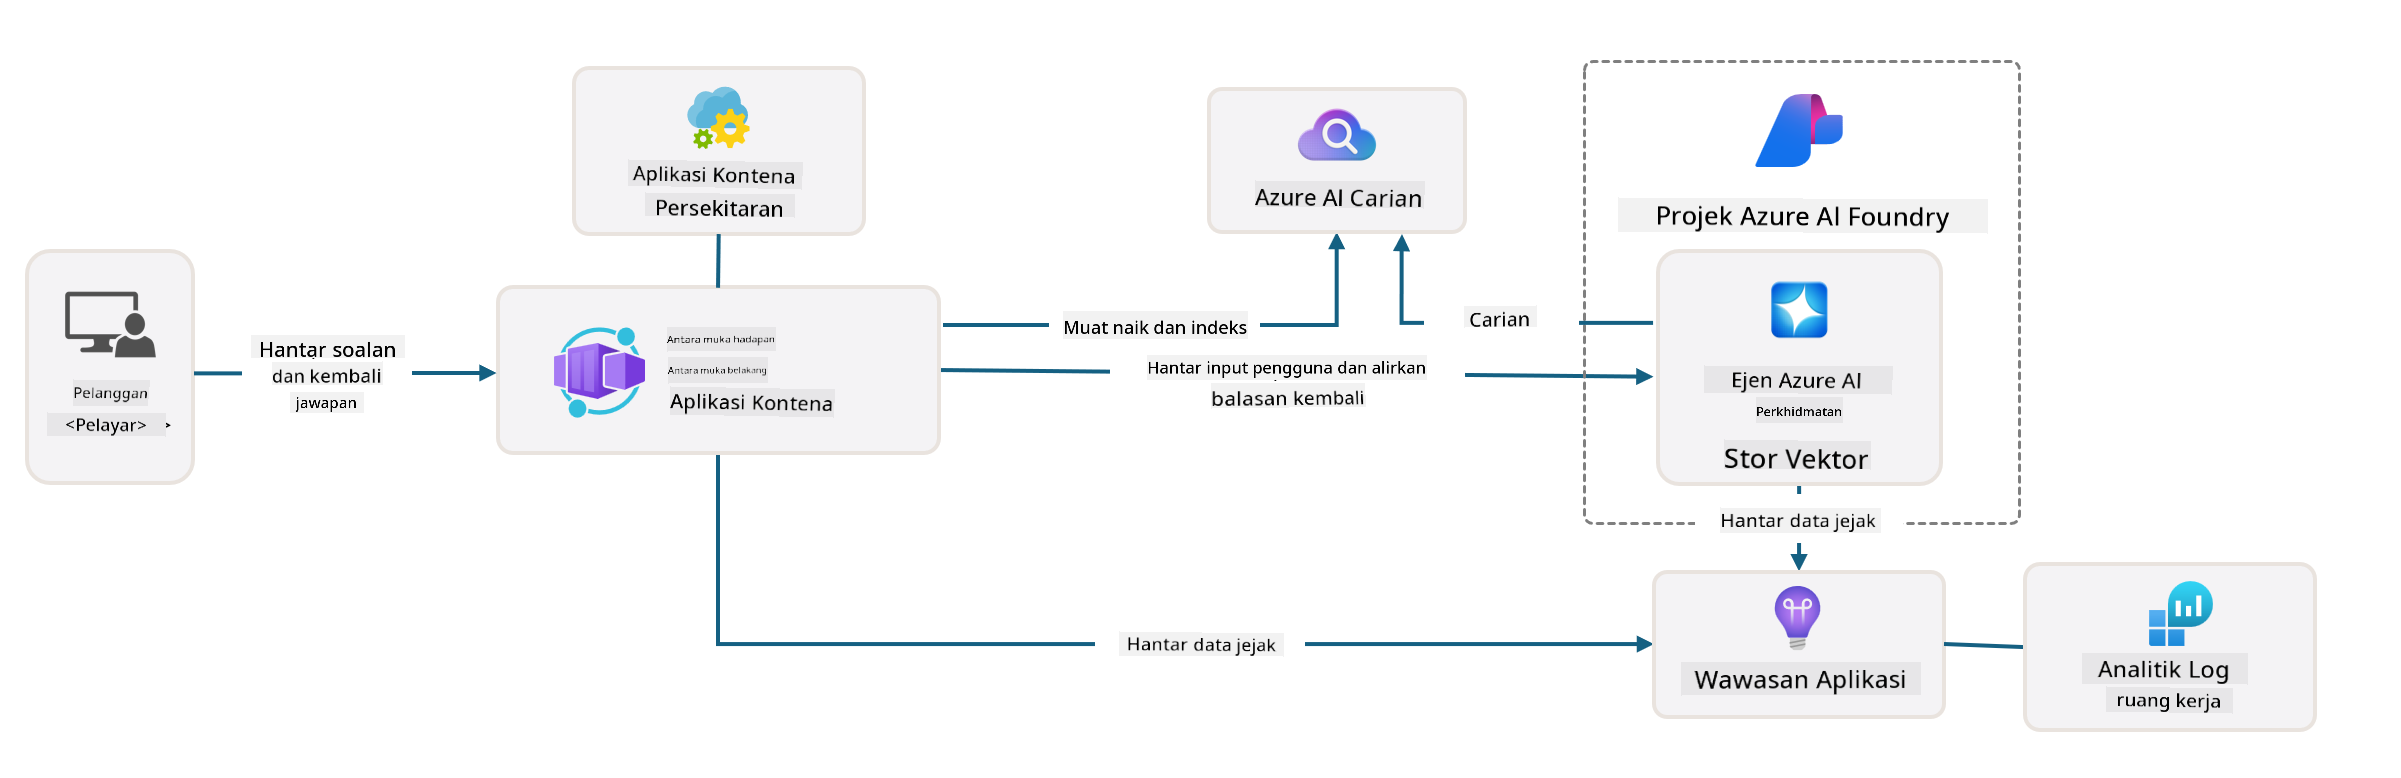 Aplikasi Kontena
Persekitaran
Azure AI Carian
Projek Azure AI Foundry
Pelanggan
<Pelayar>
Hantar soalan
dan kembali
jawapan
Antara muka hadapan
Antara muka belakang
Aplikasi Kontena
Muat naik dan indeks
Carian
Hantar input pengguna dan alirkan
balasan kembali
Ejen Azure AI
Perkhidmatan
Stor Vektor
Hantar data jejak
Hantar data jejak
Wawasan Aplikasi
Analitik Log
ruang kerja